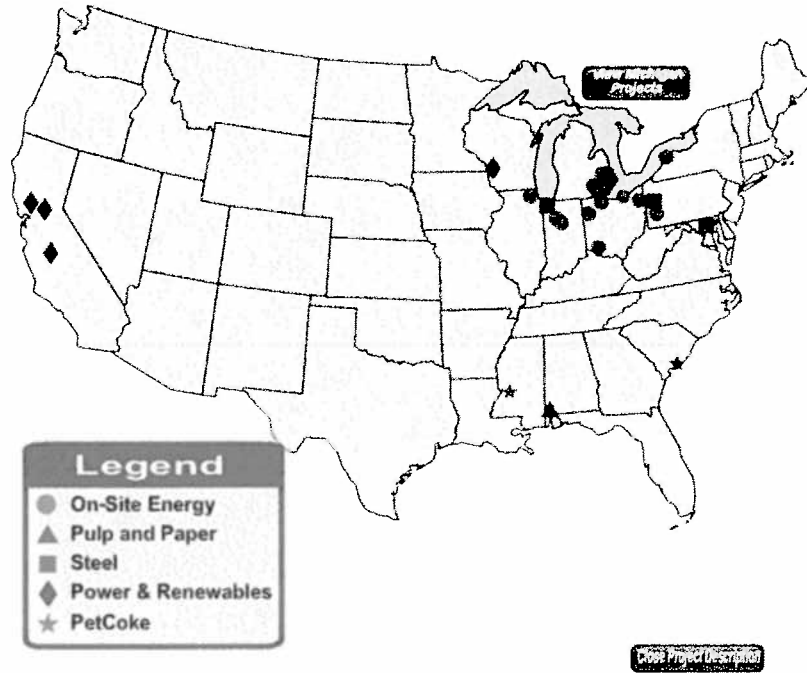 View Michigan
Projects
Legend
On-Site Energy
Pulp and Paper
Steel
Power & Renewables
PetCoke
Close Project Description